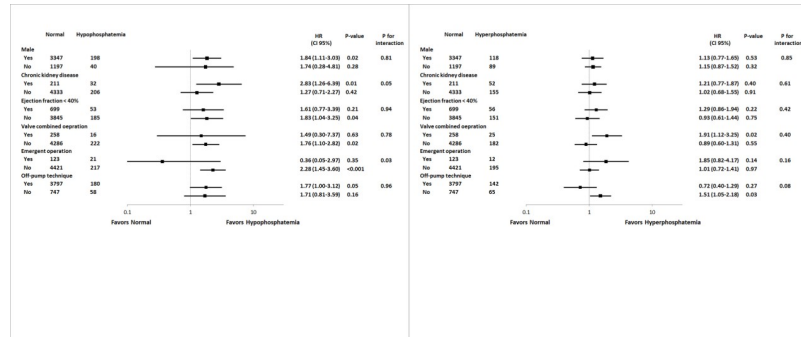 Normal Hypophosphatemia HR (CI 95%) P-value P for interaction
Male
Yes 3347 198 1.84 (1.11-3.03) 0.02 0.81
No 1197 40 1.74 (0.28-4.81) 0.28
Chronic kidney disease
Yes 211 32 2.83 (1.26-6.39) 0.01 0.05
No 4333 206 1.27 (0.71-2.27) 0.42
Ejection fraction < 40%
Yes 699 53 1.61 (0.77-3.39) 0.21 0.94
No 3845 185 1.83 (1.04-3.25) 0.04
Valve combined oepration
Yes 258 16 1.49 (0.30-7.37) 0.63 0.78
No 4286 222 1.76 (1.10-2.82) 0.02
Emergent operation
Yes 123 21 0.36 (0.05-2.97) 0.35 0.03
No 4421 217 2.28 (1.45-3.60) <0.001
Off-pump technique
Yes 3797 180 1.77 (1.00-3.12) 0.05 0.96
No 747 58 1.71 (0.81-3.59) 0.16
0.1 1 10
Favors Normal Favors Hypophosphatemia
Normal Hyperphosphatemia HR (CI 95%) P-value P for interaction
Male
Yes 3347 118 1.13 (0.77-1.65) 0.53 0.85
No 1197 89 1.15 (0.87-1.52) 0.32
Chronic kidney disease
Yes 211 52 1.21 (0.77-1.87) 0.40 0.61
No 4333 155 1.02 (0.68-1.55) 0.91
Ejection fraction < 40%
Yes 699 56 1.29 (0.86-1.94) 0.22 0.42
No 3845 151 0.93 (0.61-1.44) 0.75
Valve combined oepration
Yes 258 25 1.91 (1.12-3.25) 0.02 0.40
No 4286 182 0.89 (0.60-1.31) 0.55
Emergent operation
Yes 123 12 1.85 (0.82-4.17) 0.14 0.16
No 4421 195 1.01 (0.72-1.41) 0.97
Off-pump technique
Yes 3797 142 0.72 (0.40-1.29) 0.27 0.08
No 747 65 1.51 (1.05-2.18) 0.03
0.1 1 10
Favors Normal Favors Hyperphosphatemia